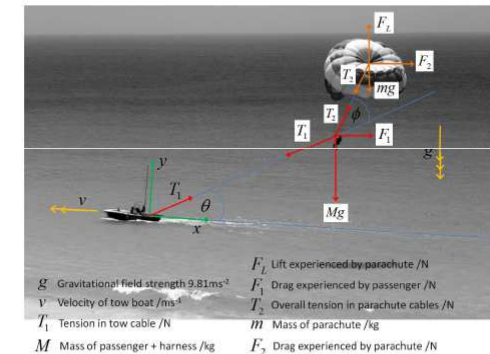 F_L
F_2
T_2
mg
T_2
ϕ
T_1
F_1
g
y
Mg
v
T_1
θ
x
F_L Lift experienced by parachute /N
g Gravitational field strength 9.81ms⁻²
F_1 Drag experienced by passenger /N
v Velocity of tow boat /ms⁻¹
T_2 Overall tension in parachute cables /N
T_1 Tension in tow cable /N
m Mass of parachute /kg
M Mass of passenger + harness /kg
F_2 Drag experienced by parachute /N